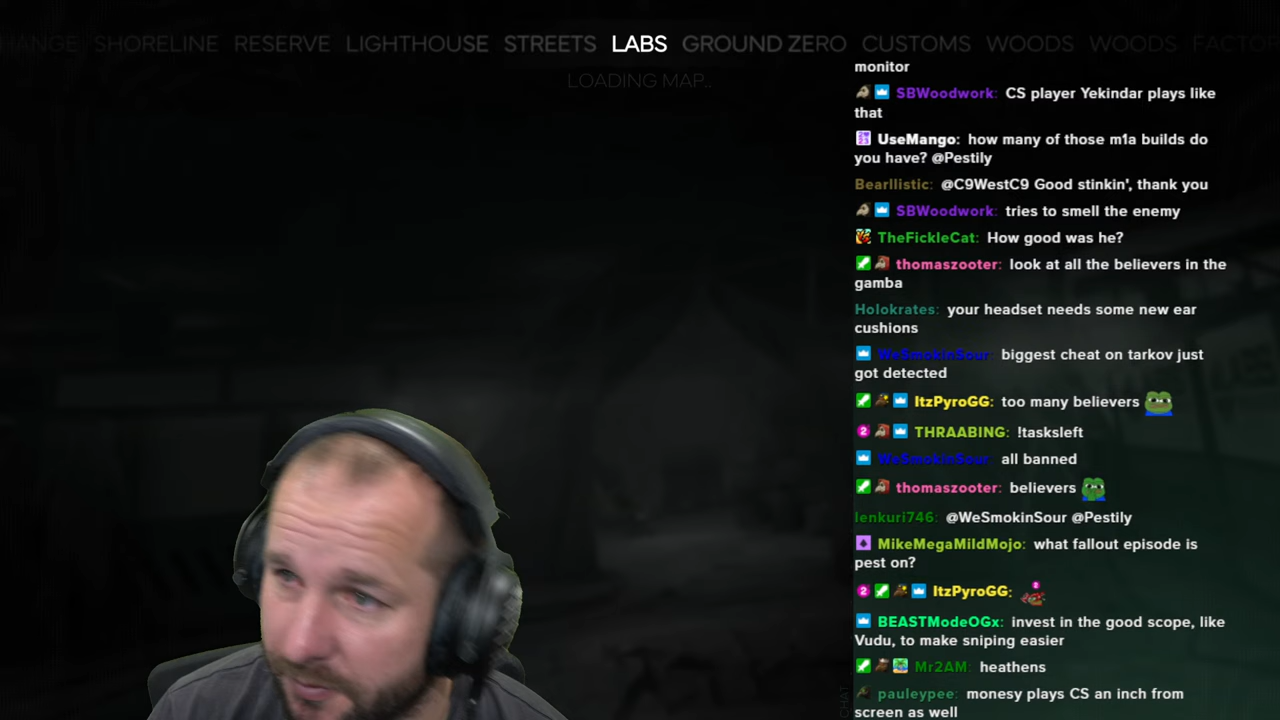 SHORELINE RESERVE LIGHTHOUSE STREETS LABS GROUND ZERO CUSTOMS WOODS WOODS
LOADING MAP..
monitor
SBWoodwork: CS player Yekindar plays like
that
UseMango: how many of those m1a builds do
you have? @Pestily
Bearllistic: @C9WestC9 Good stinkin', thank you
SBWoodwork: tries to smell the enemy
TheFickleCat: How good was he?
thomaszooter: look at all the believers in the
gamba
Holokrates: your headset needs some new ear
cushions
WeSmokinSour: biggest cheat on tarkov just
got detected
ItzPyroGG: too many believers
2 THRAABING: !tasksleft
WeSmokinSour: all banned
thomaszooter: believers
lenkuri746: @WeSmokinSour @Pestily
MikeMegaMildMojo: what fallout episode is
pest on?
2 ItzPyroGG: 2
BEASTModeOGx: invest in the good scope, like
Vudu, to make sniping easier
Mr2AM: heathens
pauleypee: monesy plays CS an inch from
screen as well
CHAT